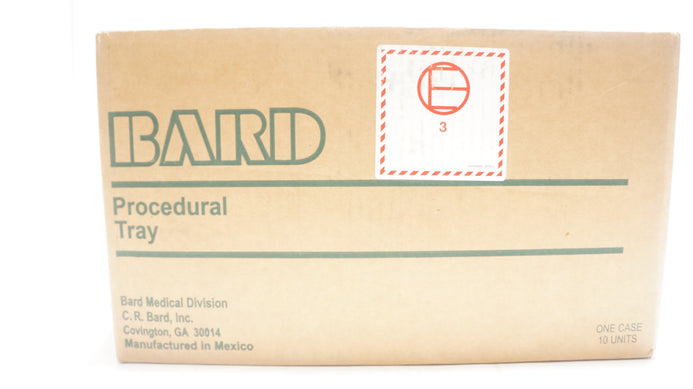 BARD
E
3
Procedural
Tray
Bard Medical Division
C. R. Bard, Inc.
Covington, GA 30014
Manufactured in Mexico
ONE CASE
10 UNITS